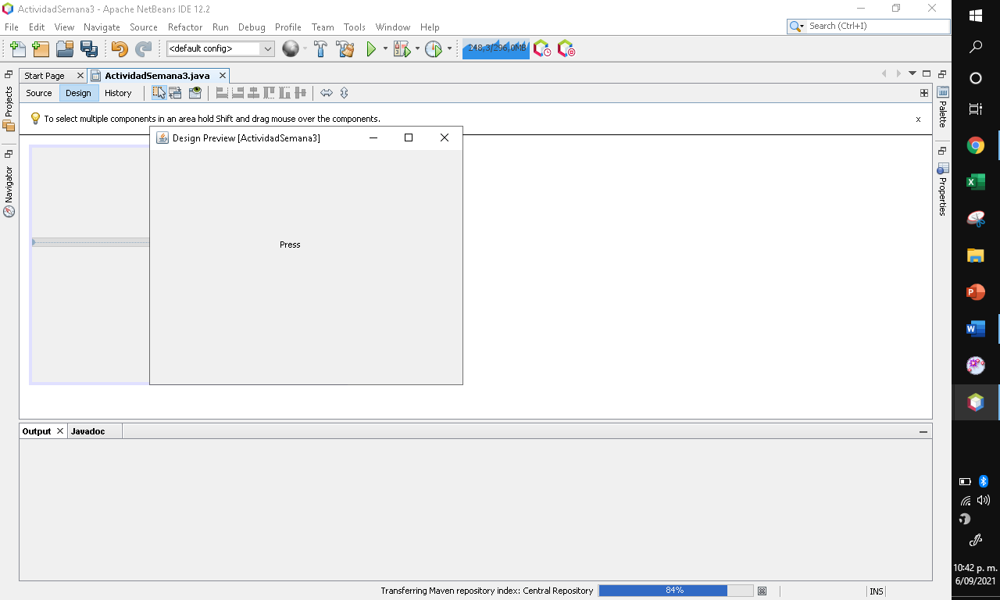 ActividadSemana3 - Apache NetBeans IDE 12.2
File Edit View Navigate Source Refactor Run Debug Profile Team Tools Window Help
Search (Ctrl+I)
<default config>
248,3/296,0MB
Start Page
ActividadSemana3.java
Projects
Source Design History
Palette
To select multiple components in an area hold Shift and drag mouse over the components.
x
Design Preview [ActividadSemana3]
Navigator
Properties
Press
Output
Javadoc
10:42 p. m.
6/09/2021
Transferring Maven repository index: Central Repository
84%
INS